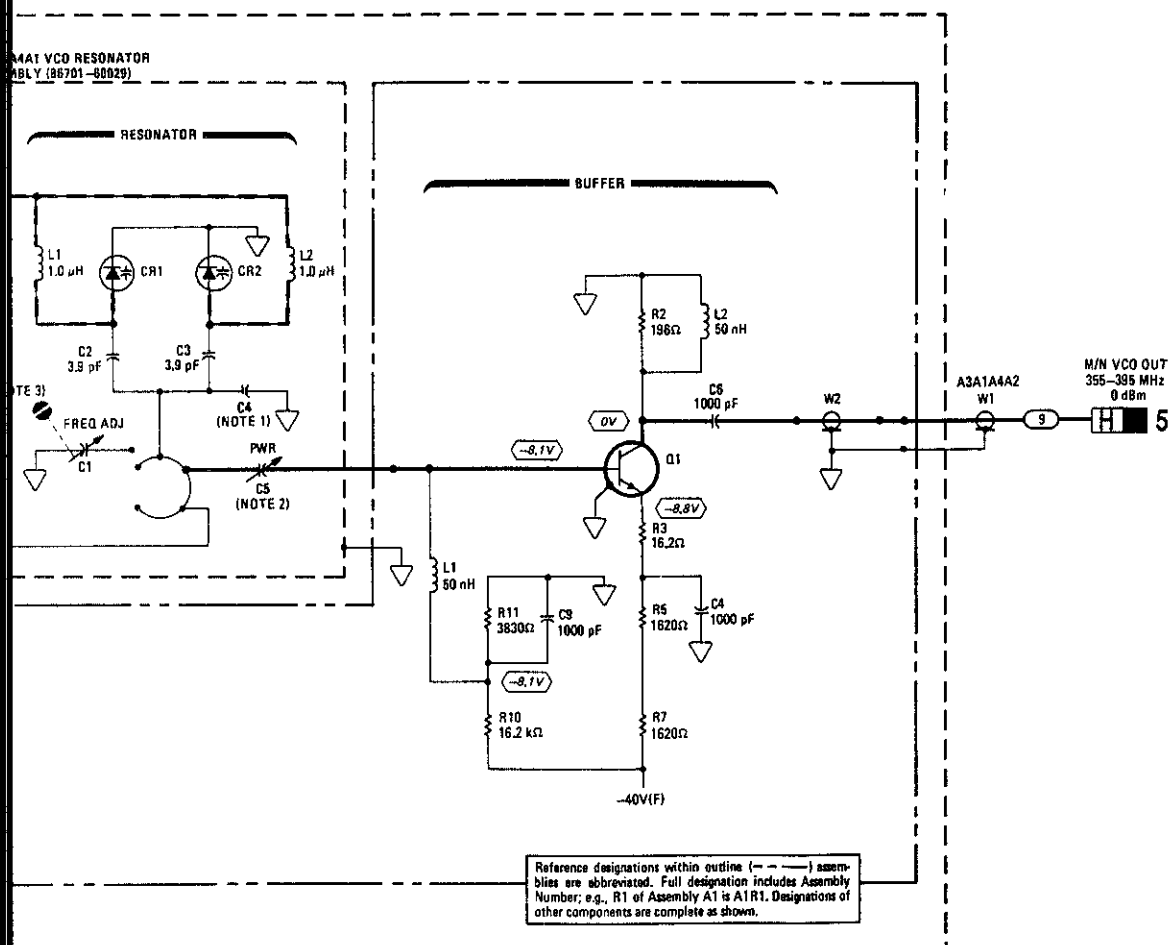 A4A1 VCO RESONATOR
MBLY (86701-60029)
RESONATOR
BUFFER
L1
1.0 µH
CR1
CR2
L2
1.0 µH
C2
3.9 pF
C3
3.9 pF
OTE 3)
FREQ ADJ
C1
C4
(NOTE 1)
PWR
C5
(NOTE 2)
R2
196Ω
L2
50 nH
C6
1000 pF
0V
-8.1V
Q1
-8.8V
R3
16.2Ω
W2
A3A1A4A2
W1
9
M/N VCO OUT
355-395 MHz
0 dBm
H
5
L1
50 nH
R11
3830Ω
C9
1000 pF
-8.1V
R10
16.2 kΩ
R5
1620Ω
C4
1000 pF
R7
1620Ω
-40V(F)
Reference designations within outline (— - - —) assem-
blies are abbreviated. Full designation includes Assembly
Number; e.g., R1 of Assembly A1 is A1R1. Designations of
other components are complete as shown.